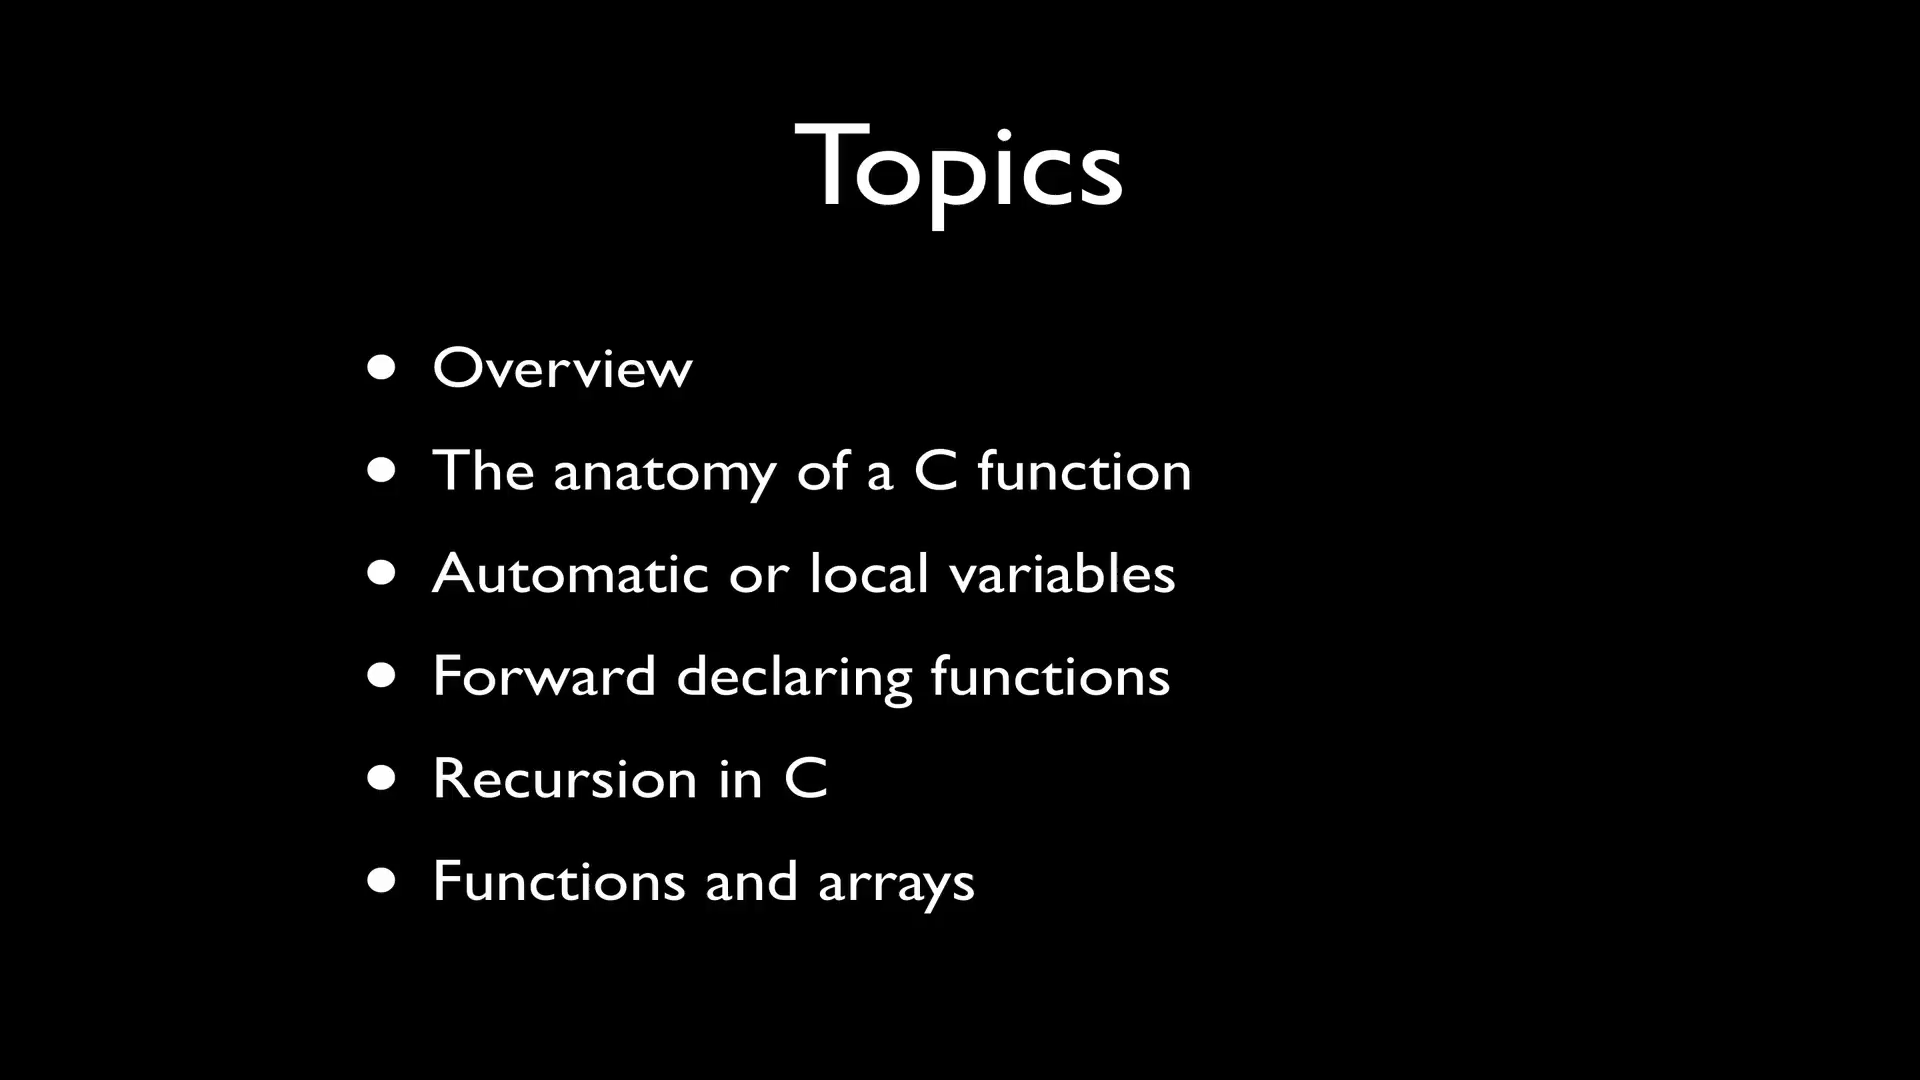 Topics
• Overview
• The anatomy of a C function
• Automatic or local variables
• Forward declaring functions
• Recursion in C
• Functions and arrays